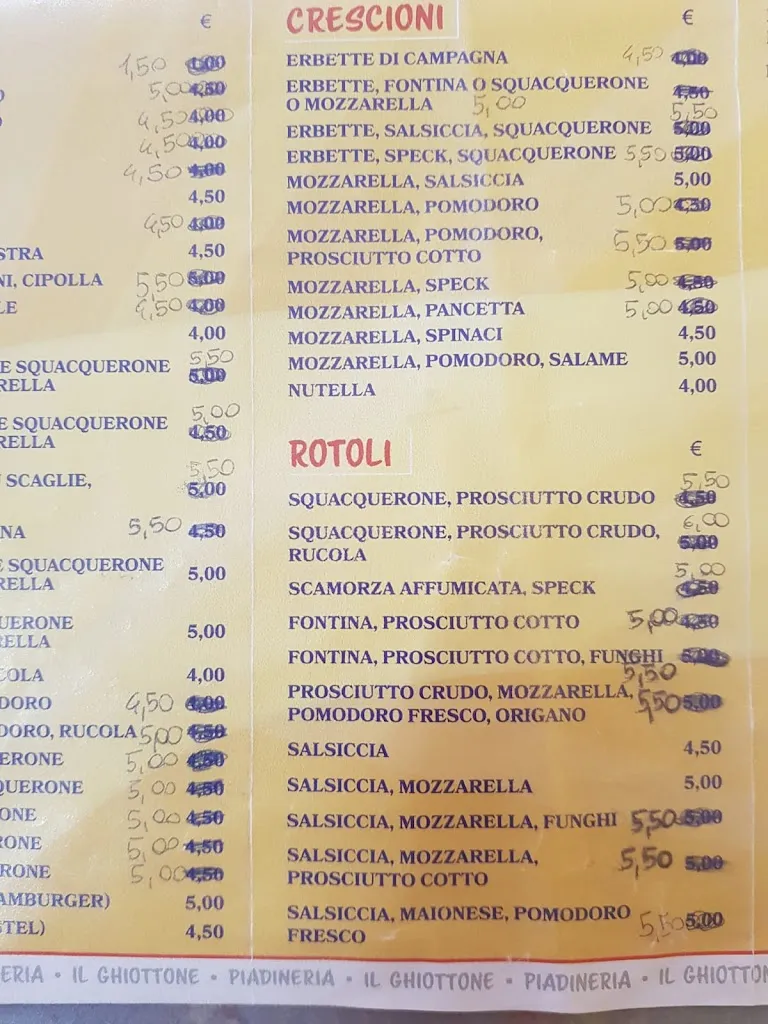 €
1,50 1,00
5,00 4,50
4,50 4,00
4,50 4,00
4,50 4,00
4,50
4,50 4,00
STRA 4,50
NI, CIPOLLA 5,50 5,00
LE 4,50 4,00
4,00
E SQUACQUERONE 5,50
RELLA 5,00
E SQUACQUERONE 5,00
RELLA 4,50
SCAGLIE, 5,50
5,00
NA 5,50 4,50
E SQUACQUERONE
RELLA 5,00
UERONE
ELLA 5,00
COLA 4,00
DORO 4,50 4,00
DORO, RUCOLA 5,00 4,50
ERONE 5,00 4,50
QUERONE 5,00 4,50
ONE 5,00 4,50
RONE 5,00 4,50
RONE 5,00 4,50
AMBURGER) 5,00
STEL) 4,50
CRESCIONI €
ERBETTE DI CAMPAGNA 4,50 4,00
ERBETTE, FONTINA O SQUACQUERONE 4,50
O MOZZARELLA 5,00
5,50
ERBETTE, SALSICCIA, SQUACQUERONE 5,00
ERBETTE, SPECK, SQUACQUERONE 5,50 5,00
MOZZARELLA, SALSICCIA 5,00
MOZZARELLA, POMODORO 5,00 4,50
MOZZARELLA, POMODORO,
PROSCIUTTO COTTO 5,50 5,00
MOZZARELLA, SPECK 5,00 4,50
MOZZARELLA, PANCETTA 5,00 4,50
MOZZARELLA, SPINACI 4,50
MOZZARELLA, POMODORO, SALAME 5,00
NUTELLA 4,00
ROTOLI €
5,50
SQUACQUERONE, PROSCIUTTO CRUDO 4,50
6,00
SQUACQUERONE, PROSCIUTTO CRUDO, 5,00
RUCOLA
5,00
SCAMORZA AFFUMICATA, SPECK 4,50
FONTINA, PROSCIUTTO COTTO 5,00 4,50
FONTINA, PROSCIUTTO COTTO, FUNGHI 5,00
5,50
PROSCIUTTO CRUDO, MOZZARELLA, 5,50 5,00
POMODORO FRESCO, ORIGANO
SALSICCIA 4,50
SALSICCIA, MOZZARELLA 5,00
SALSICCIA, MOZZARELLA, FUNGHI 5,50 5,00
SALSICCIA, MOZZARELLA, 5,50 5,00
PROSCIUTTO COTTO
SALSICCIA, MAIONESE, POMODORO 5,50 5,00
FRESCO
NERIA • IL GHIOTTONE • PIADINERIA • IL GHIOTTONE • PIADINERIA • IL GHIOTTON